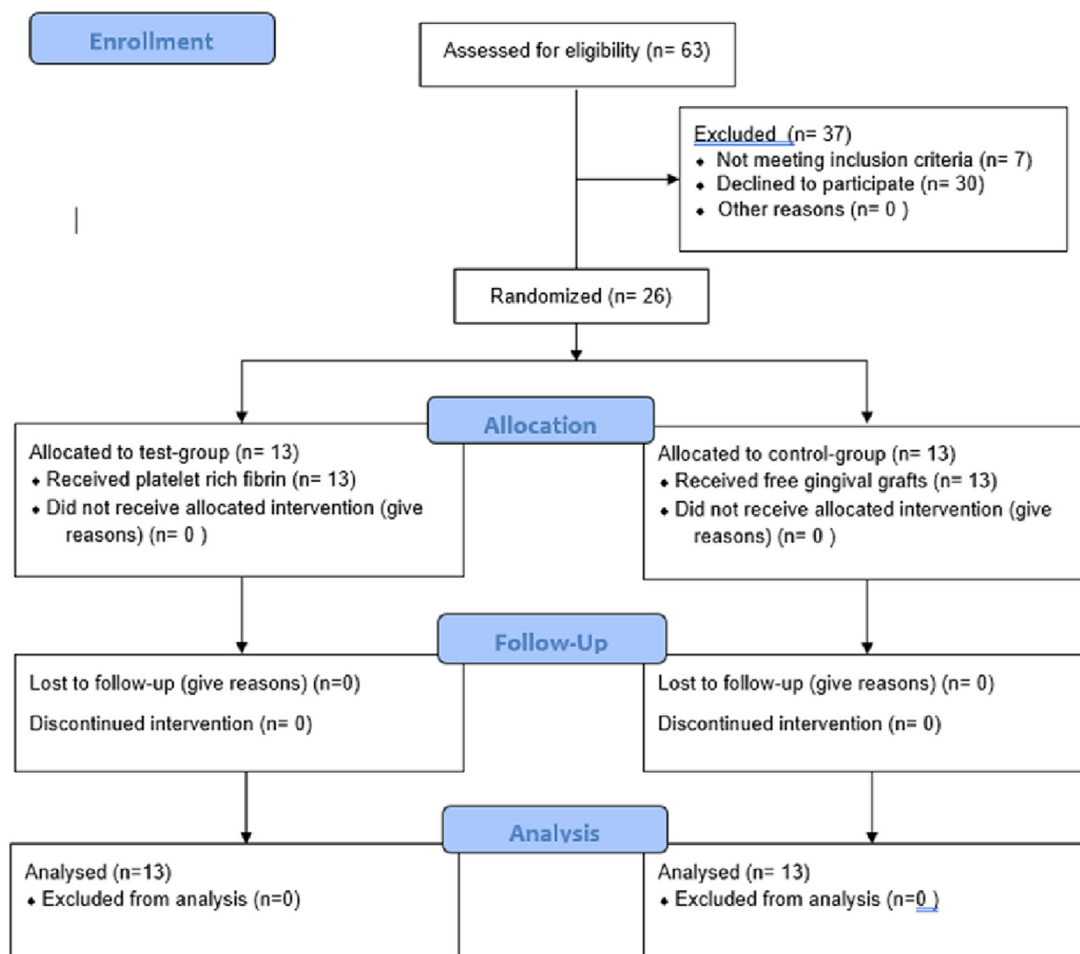 Enrollment
Assessed for eligibility (n= 63)
Excluded (n= 37)
• Not meeting inclusion criteria (n= 7)
• Declined to participate (n= 30)
• Other reasons (n= 0 )
Randomized (n= 26)
Allocation
Allocated to test-group (n= 13)
• Received platelet rich fibrin (n= 13)
• Did not receive allocated intervention (give
reasons) (n= 0 )
Allocated to control-group (n= 13)
• Received free gingival grafts (n= 13)
• Did not receive allocated intervention (give
reasons) (n= 0 )
Follow-Up
Lost to follow-up (give reasons) (n=0)
Discontinued intervention (n= 0)
Lost to follow-up (give reasons) (n= 0)
Discontinued intervention (n= 0)
Analysis
Analysed (n=13)
• Excluded from analysis (n=0)
Analysed (n= 13)
• Excluded from analysis (n=0 )